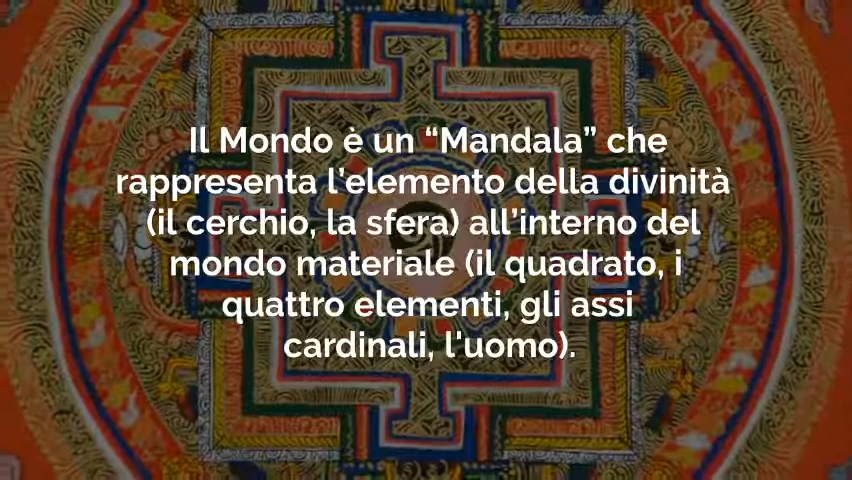 Il Mondo è un “Mandala” che
rappresenta l’elemento della divinità
(il cerchio, la sfera) all’interno del
mondo materiale (il quadrato, i
quattro elementi, gli assi
cardinali, l'uomo).